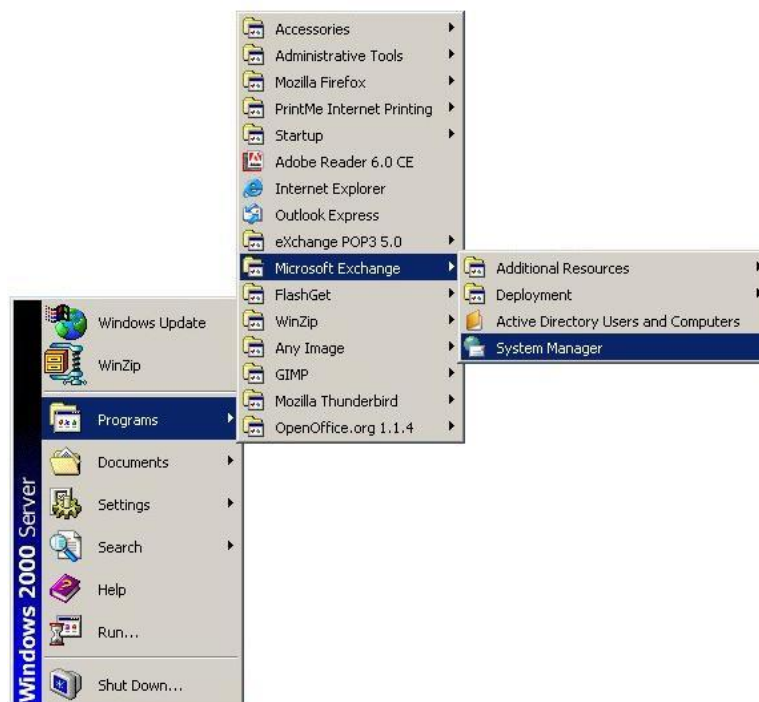 Accessories
Administrative Tools
Mozilla Firefox
PrintMe Internet Printing
Startup
Adobe Reader 6.0 CE
Internet Explorer
Outlook Express
eXchange POP3 5.0
Microsoft Exchange
FlashGet
WinZip
Any Image
GIMP
Mozilla Thunderbird
OpenOffice.org 1.1.4
Additional Resources
Deployment
Active Directory Users and Computers
System Manager
Windows Update
WinZip
Programs
Documents
Settings
Search
Help
Run...
Shut Down...
Windows 2000 Server